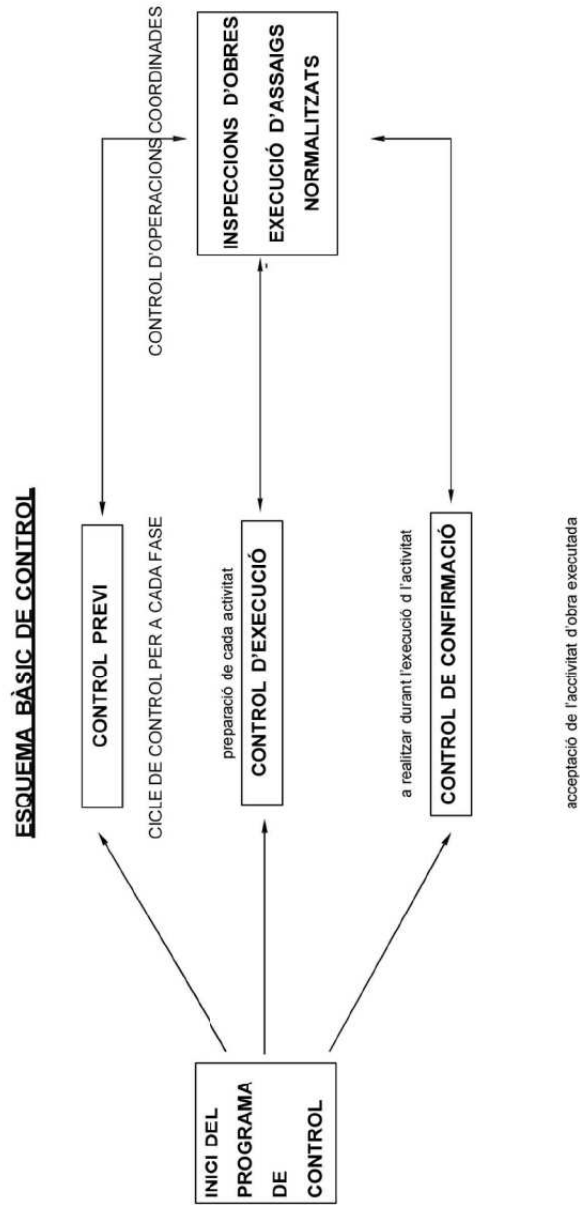 ESQUEMA BÀSIC DE CONTROL
CONTROL PREVI
CICLE DE CONTROL PER A CADA FASE
CONTROL D'OPERACIONS COORDINADES
preparació de cada activitat
INICI DEL
PROGRAMA
DE
CONTROL
CONTROL D'EXECUCIÓ
INSPECCIONS D'OBRES
EXECUCIÓ D'ASSAIGS
NORMALITZATS
a realitzar durant l'execució d l'activitat
CONTROL DE CONFIRMACIÓ
acceptació de l'accivitat d'obra executada